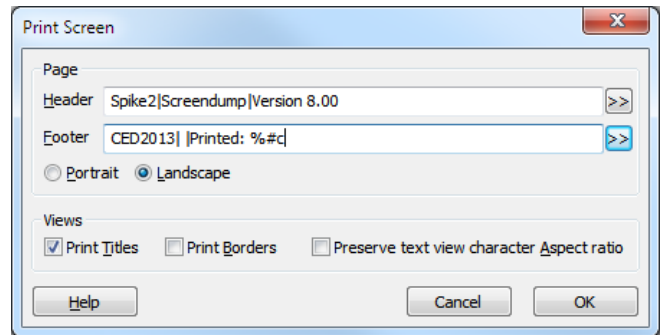 Print Screen
Page
Header Spike2|Screendump|Version 8.00 >>
Footer CED2013| |Printed: %#c >>
Portrait Landscape
Views
Print Titles Print Borders Preserve text view character Aspect ratio
Help Cancel OK